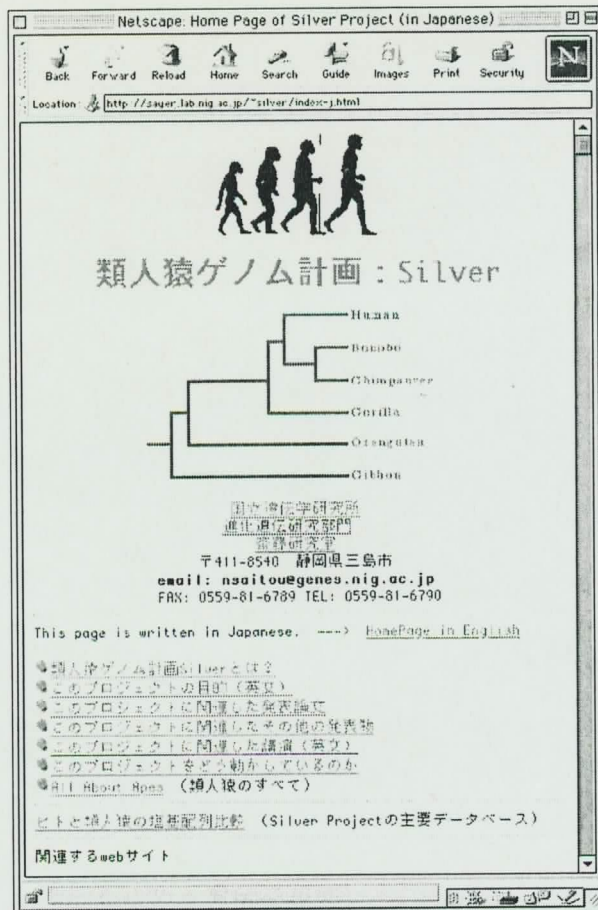 Netscape: Home Page of Silver Project (in Japanese)
Back Forward Reload Home Search Guide Images Print Security
N
Location: http://sayer.lab.nig.ac.jp/~silver/index-j.html
類人猿ゲノム計画：Silver
Human
Bonobo
Chimpanzee
Gorilla
Orangutan
Gibbon
国立遺伝学研究所
進化遺伝研究部門
斎藤研究室
〒411-8540 静岡県三島市
email: nsaitou@genes.nig.ac.jp
FAX: 0559-81-6789 TEL: 0559-81-6790
This page is written in Japanese. ---> HomePage in English
類人猿ゲノム計画Silverとは？
このプロジェクトの目的（英文）
このプロジェクトに関連した発表論文
このプロジェクトに関連したその他の発表物
このプロジェクトに関連した講演（英文）
このプロジェクトをどう動かしているのか
All About Apes （類人猿のすべて）
ヒトと類人猿の塩基配列比較 （Silver Projectの主要データベース）
関連するwebサイト